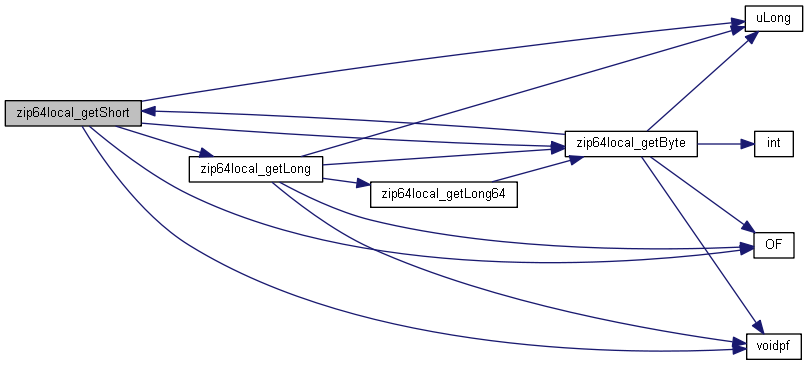 uLong
zip64local_getShort
zip64local_getByte
int
zip64local_getLong
zip64local_getLong64
OF
voidpf